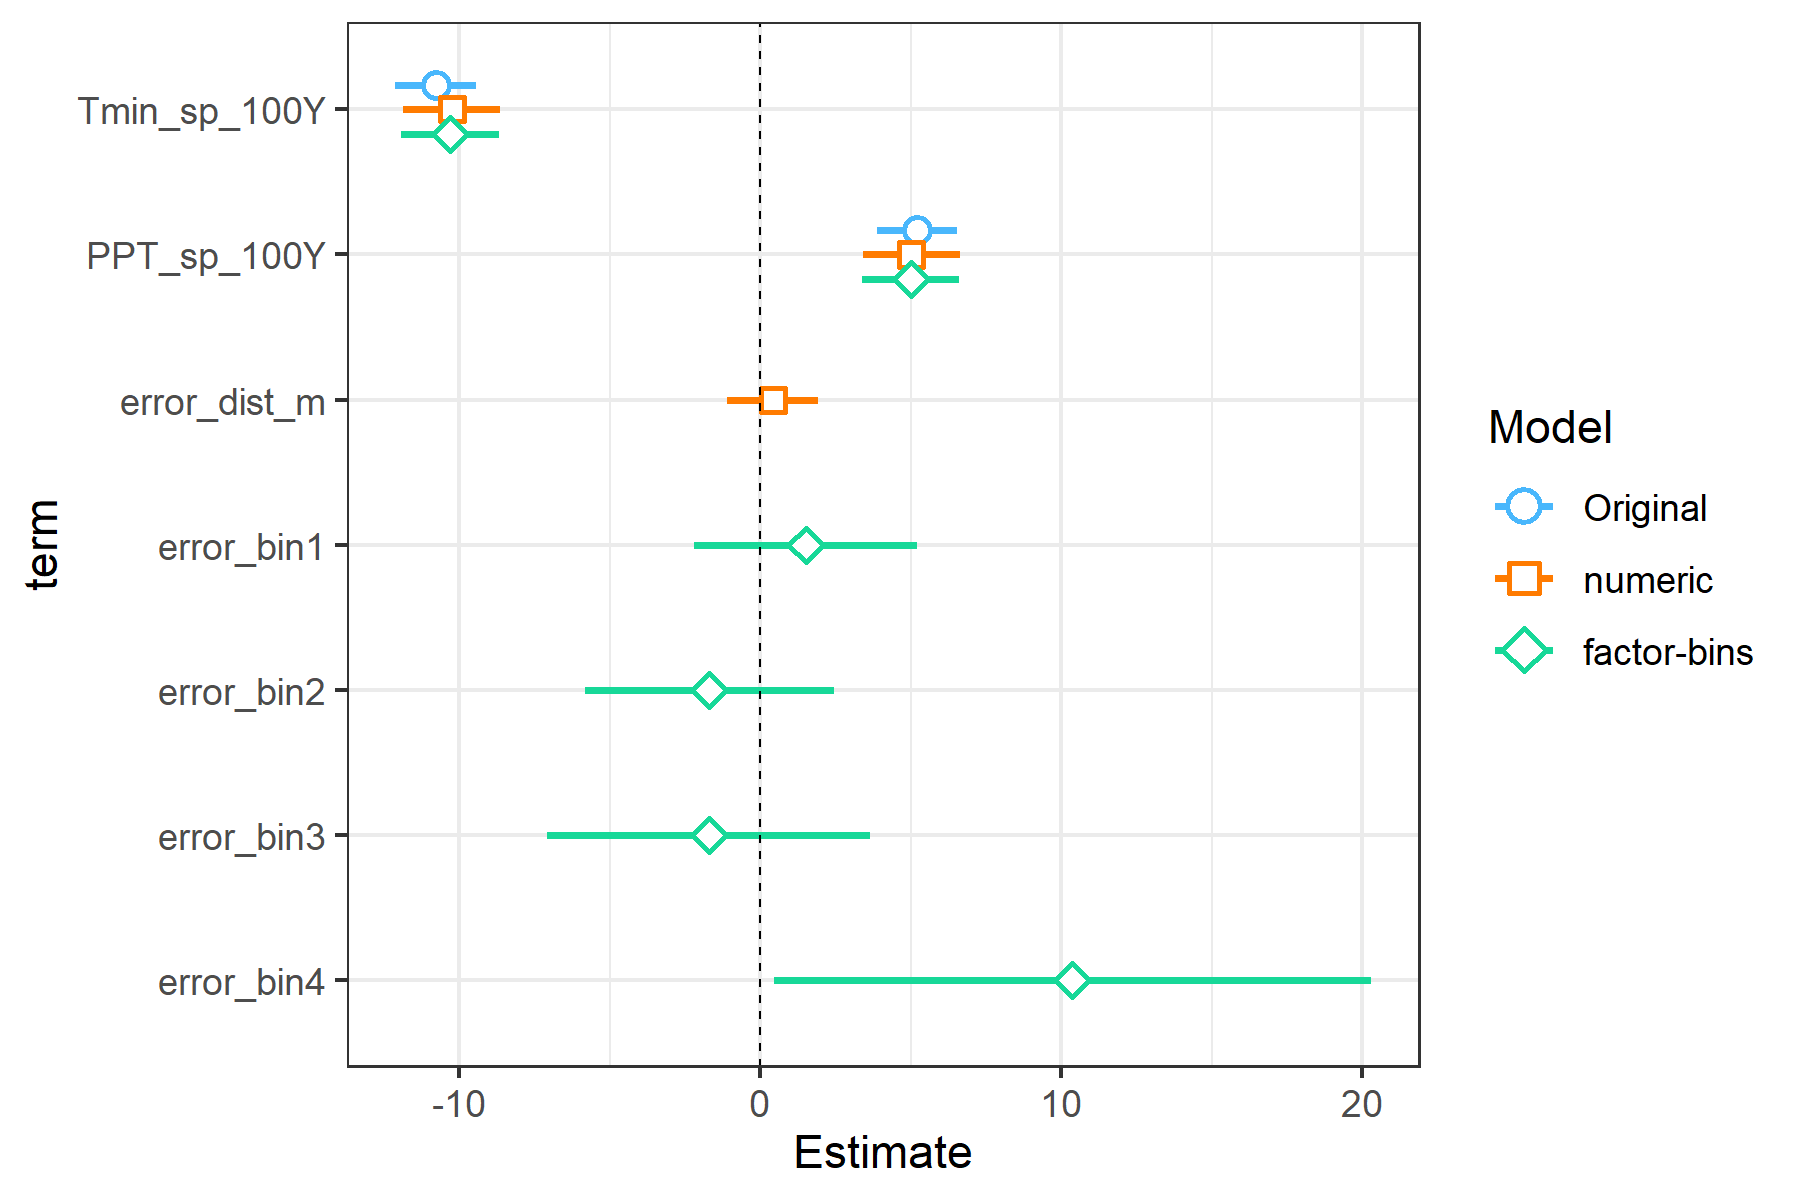 Tmin_sp_100Y
PPT_sp_100Y
error_dist_m
error_bin1
error_bin2
error_bin3
error_bin4
term
-10
0
10
20
Estimate
Model
Original
numeric
factor-bins